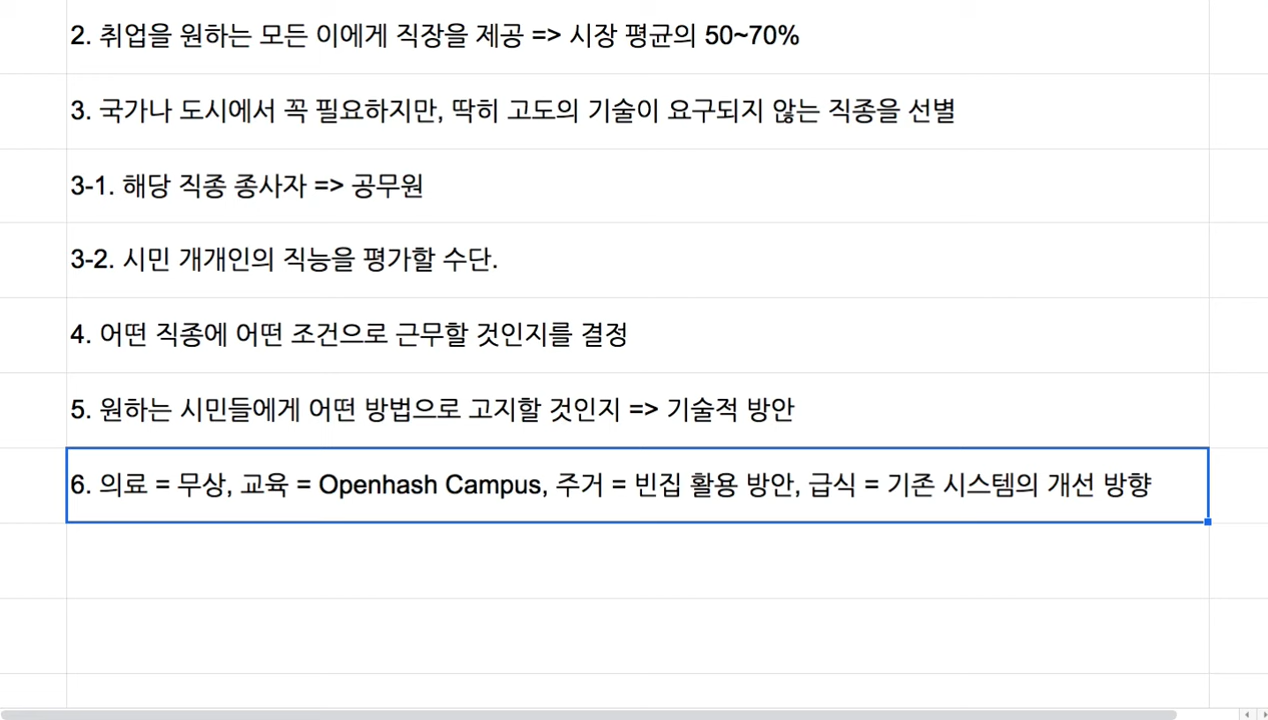 2. 취업을 원하는 모든 이에게 직장을 제공 => 시장 평균의 50~70%
3. 국가나 도시에서 꼭 필요하지만, 딱히 고도의 기술이 요구되지 않는 직종을 선별
3-1. 해당 직종 종사자 => 공무원
3-2. 시민 개개인의 직능을 평가할 수단.
4. 어떤 직종에 어떤 조건으로 근무할 것인지를 결정
5. 원하는 시민들에게 어떤 방법으로 고지할 것인지 => 기술적 방안
6. 의료 = 무상, 교육 = Openhash Campus, 주거 = 빈집 활용 방안, 급식 = 기존 시스템의 개선 방향